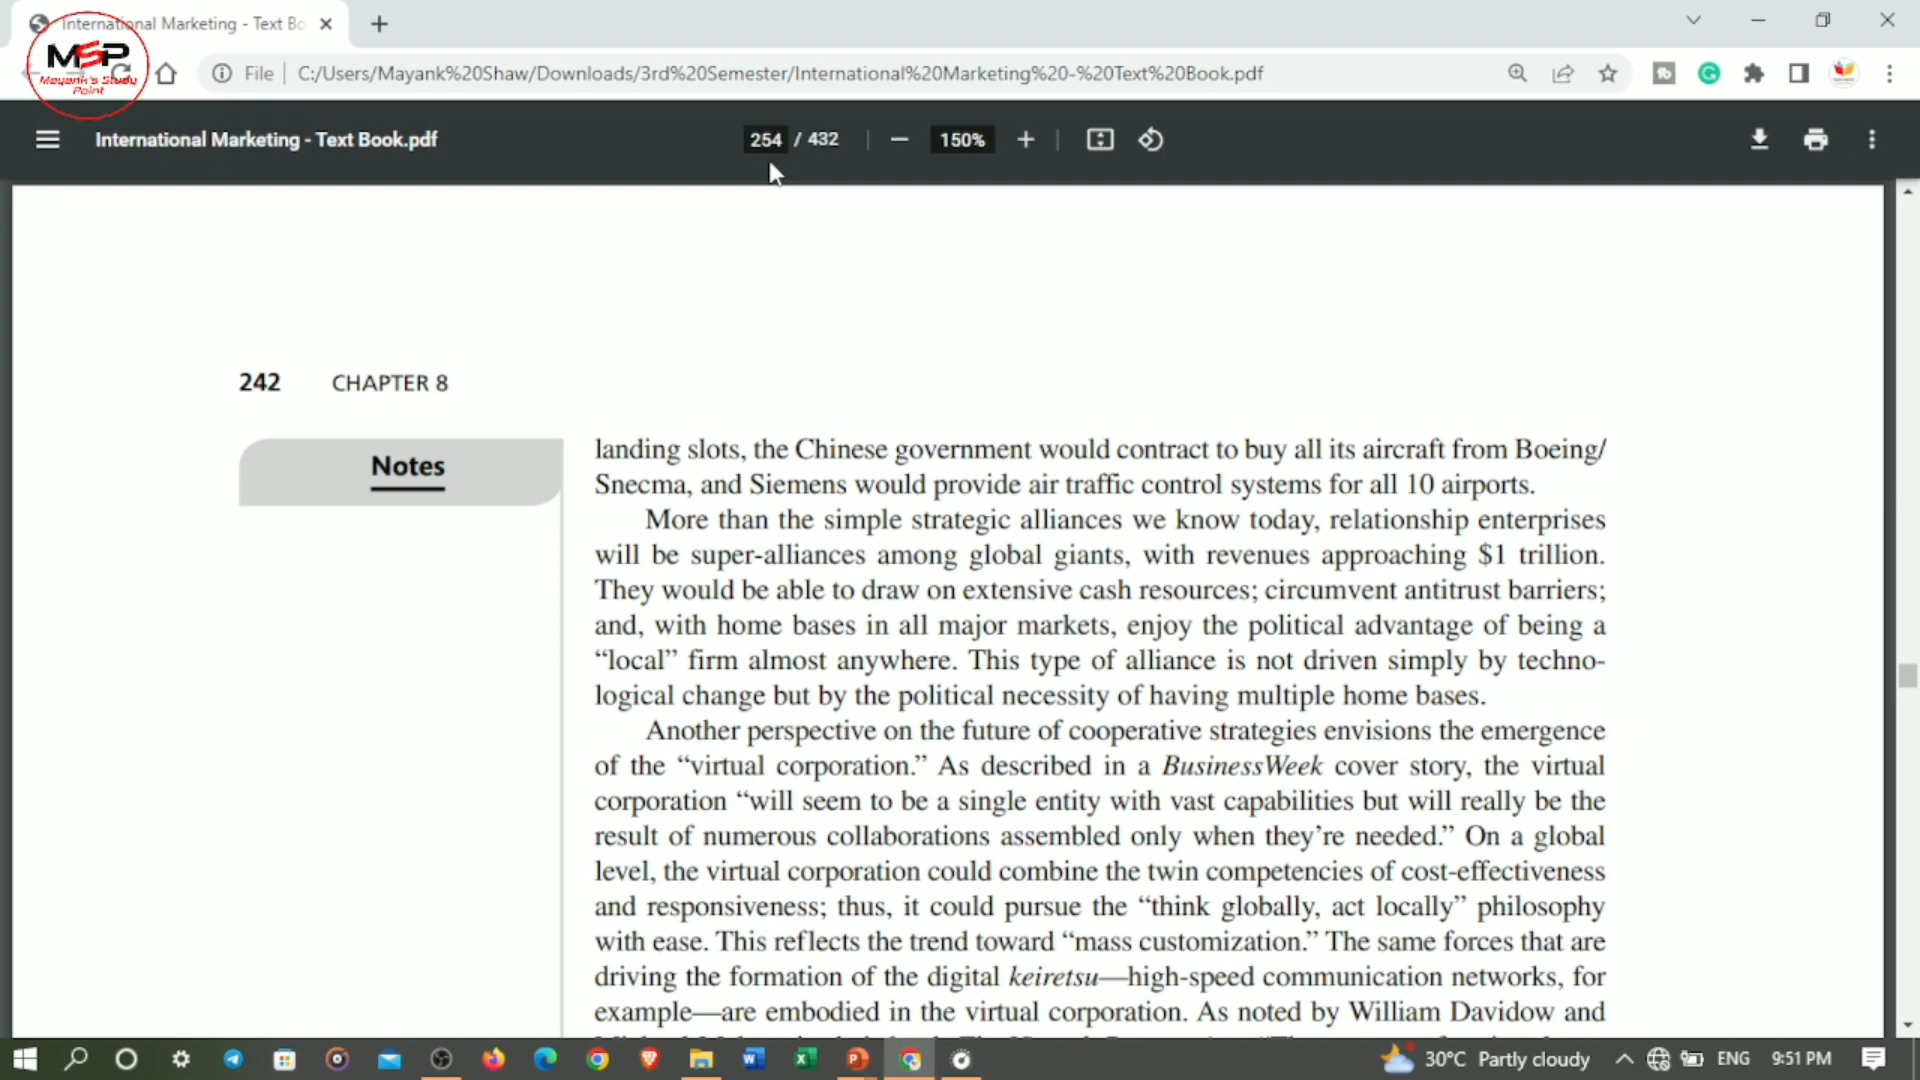 International Marketing - Text Bo
MSP
Mayank's Study
Point
File
C:/Users/Mayank%20Shaw/Downloads/3rd%20Semester/International%20Marketing%20-%20Text%20Book.pdf
International Marketing - Text Book.pdf
254 / 432
150%
242 CHAPTER 8
Notes
landing slots, the Chinese government would contract to buy all its aircraft from Boeing/
Snecma, and Siemens would provide air traffic control systems for all 10 airports.
More than the simple strategic alliances we know today, relationship enterprises
will be super-alliances among global giants, with revenues approaching $1 trillion.
They would be able to draw on extensive cash resources; circumvent antitrust barriers;
and, with home bases in all major markets, enjoy the political advantage of being a
“local” firm almost anywhere. This type of alliance is not driven simply by techno-
logical change but by the political necessity of having multiple home bases.
Another perspective on the future of cooperative strategies envisions the emergence
of the “virtual corporation.” As described in a BusinessWeek cover story, the virtual
corporation “will seem to be a single entity with vast capabilities but will really be the
result of numerous collaborations assembled only when they’re needed.” On a global
level, the virtual corporation could combine the twin competencies of cost-effectiveness
and responsiveness; thus, it could pursue the “think globally, act locally” philosophy
with ease. This reflects the trend toward “mass customization.” The same forces that are
driving the formation of the digital keiretsu—high-speed communication networks, for
example—are embodied in the virtual corporation. As noted by William Davidow and
30°C Partly cloudy
ENG
9:51 PM